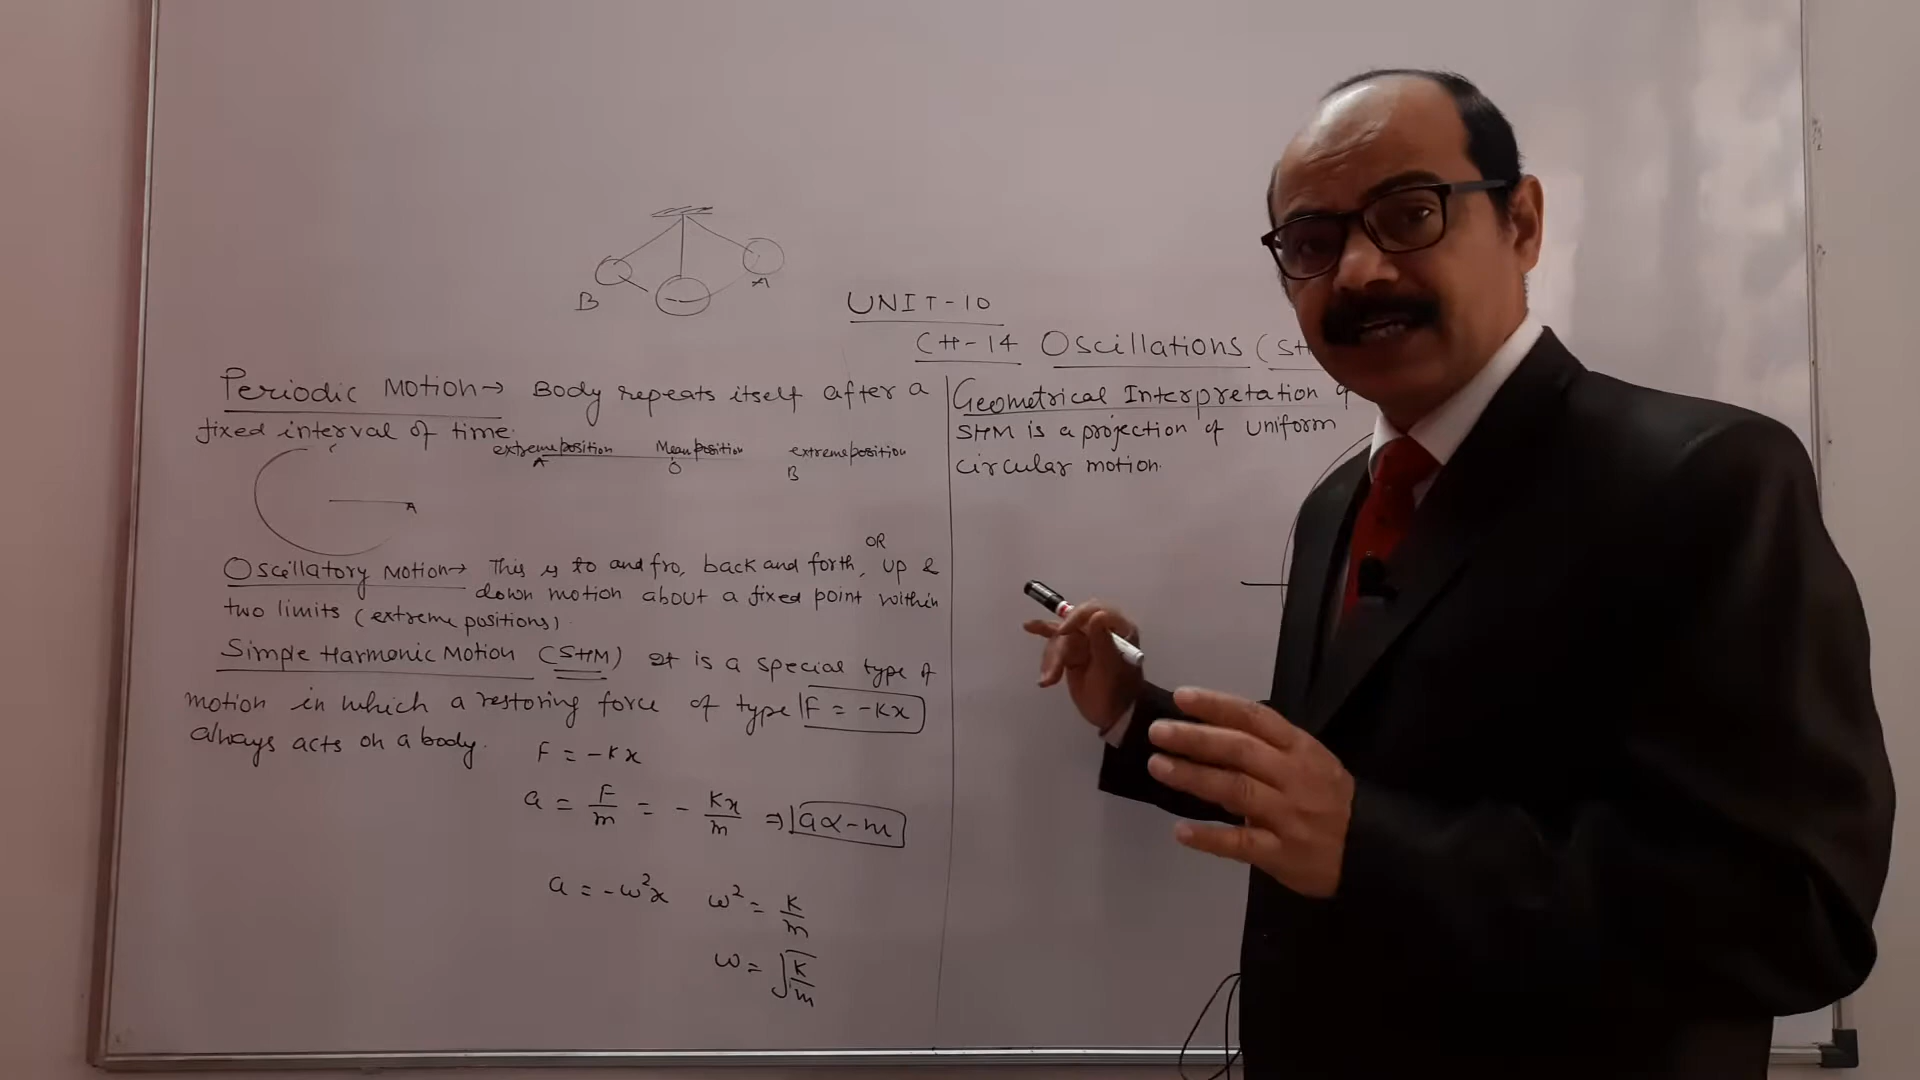 B
A
UNIT-10
CH-14 Oscillations (SH
Periodic Motion → Body repeats itself after a
fixed interval of time.
extreme position Mean position extreme position
A O B
A
OR
Oscillatory Motion → This is to and fro, back and forth, up &
down motion about a fixed point within
two limits (extreme positions).
Simple Harmonic Motion (SHM) It is a special type of
motion in which a restoring force of type F = -Kx
always acts on a body.
F = -Kx
a = F/m = - Kx/m ⇒ a α - x
a = -ω²x ω² = K/m
ω = √K/m
Geometrical Interpretation of
SHM is a projection of uniform
circular motion.